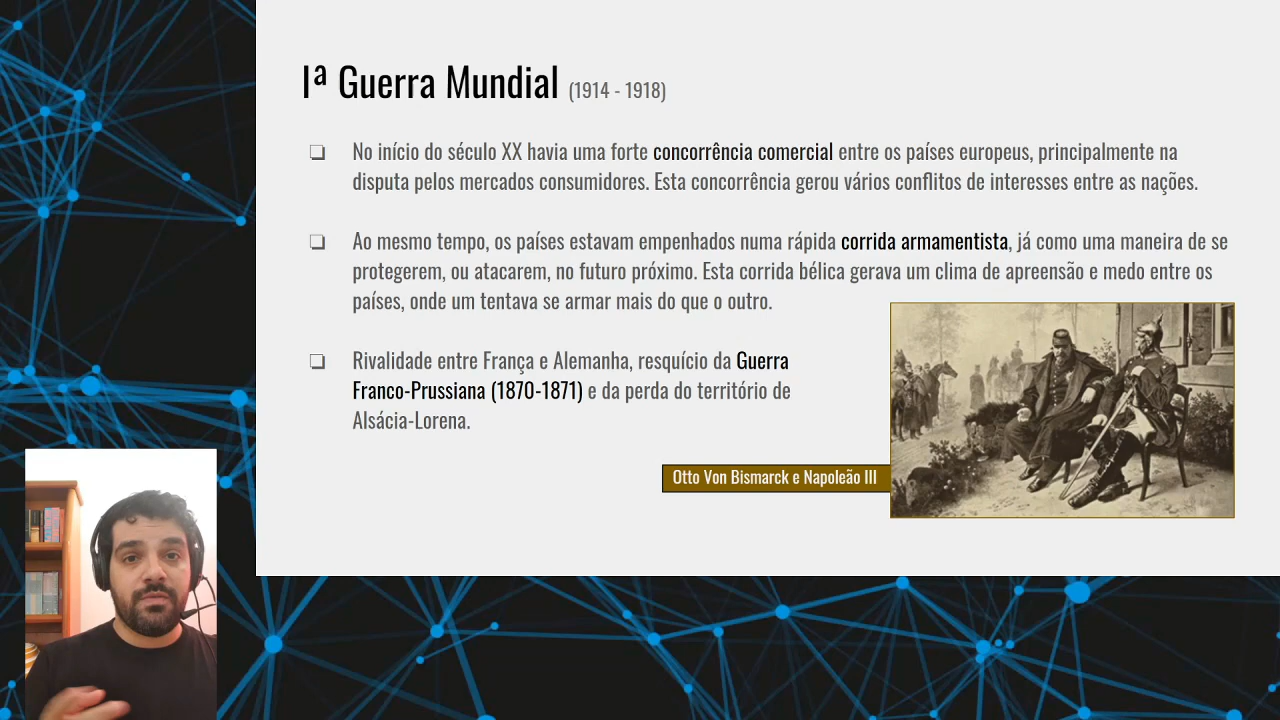 Iª Guerra Mundial (1914 - 1918)
No início do século XX havia uma forte concorrência comercial entre os países europeus, principalmente na
disputa pelos mercados consumidores. Esta concorrência gerou vários conflitos de interesses entre as nações.
Ao mesmo tempo, os países estavam empenhados numa rápida corrida armamentista, já como uma maneira de se
protegerem, ou atacarem, no futuro próximo. Esta corrida bélica gerava um clima de apreensão e medo entre os
países, onde um tentava se armar mais do que o outro.
Rivalidade entre França e Alemanha, resquício da Guerra
Franco-Prussiana (1870-1871) e da perda do território de
Alsácia-Lorena.
Otto Von Bismarck e Napoleão III